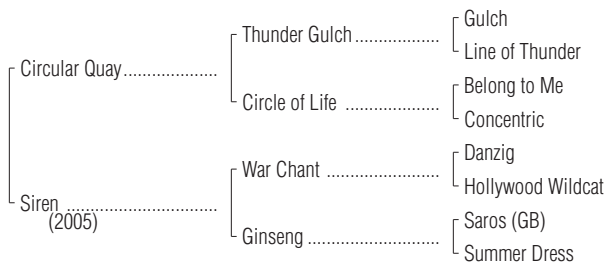 Gulch
Thunder Gulch....................
Line of Thunder
Circular Quay......................
Belong to Me
Circle of Life ......................
Concentric
Danzig
War Chant ..........................
Hollywood Wildcat
Siren ...................................
(2005)
Saros (GB)
Ginseng ..............................
Summer Dress